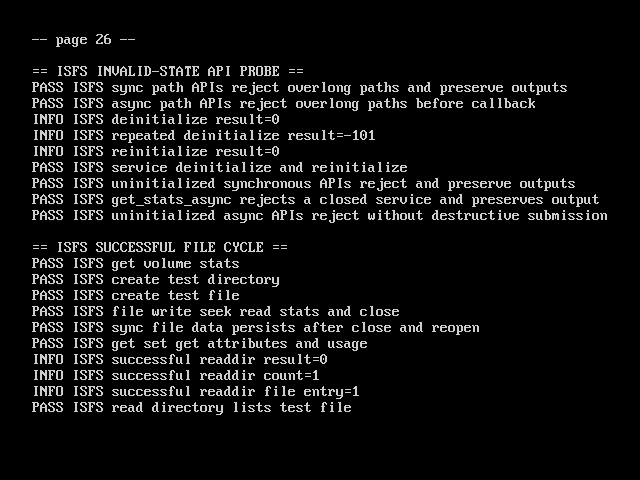 -- page 26 --
== ISFS INVALID-STATE API PROBE ==
PASS ISFS sync path APIs reject overlong paths and preserve outputs
PASS ISFS async path APIs reject overlong paths before callback
INFO ISFS deinitialize result=0
INFO ISFS repeated deinitialize result=-101
INFO ISFS reinitialize result=0
PASS ISFS service deinitialize and reinitialize
PASS ISFS uninitialized synchronous APIs reject and preserve outputs
PASS ISFS get_stats_async rejects a closed service and preserves output
PASS ISFS uninitialized async APIs reject without destructive submission
== ISFS SUCCESSFUL FILE CYCLE ==
PASS ISFS get volume stats
PASS ISFS create test directory
PASS ISFS create test file
PASS ISFS file write seek read stats and close
PASS ISFS sync file data persists after close and reopen
PASS ISFS get set get attributes and usage
INFO ISFS successful readdir result=0
INFO ISFS successful readdir count=1
INFO ISFS successful readdir file entry=1
PASS ISFS read directory lists test file